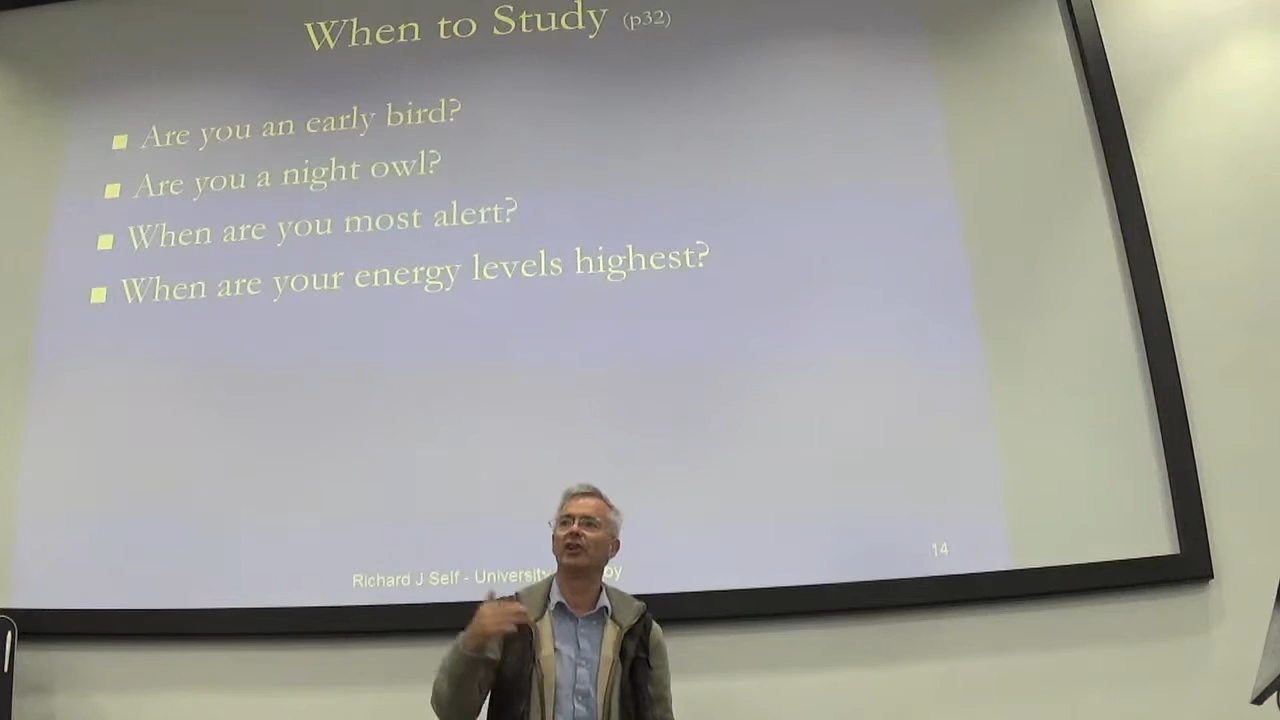 When to Study (p32)
Are you an early bird?
Are you a night owl?
When are you most alert?
When are your energy levels highest?
14
Richard J Self - University